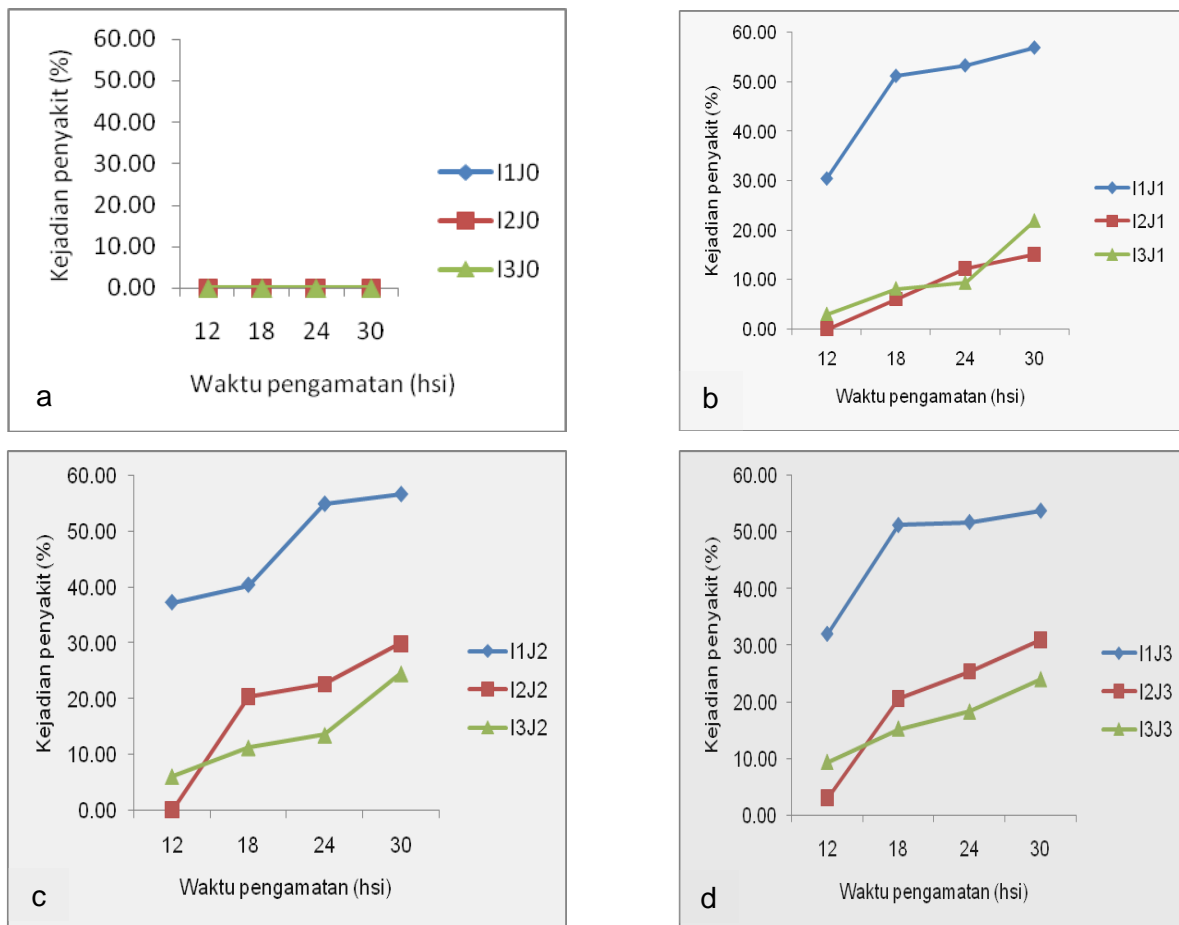 60.00
50.00
40.00
30.00
20.00
10.00
0.00
Kejadian penyakit (%)
12 18 24 30
Waktu pengamatan (hsi)
I1J0
I2J0
I3J0
a
60.00
50.00
40.00
30.00
20.00
10.00
0.00
Kejadian penyakit (%)
12 18 24 30
Waktu pengamatan (hsi)
I1J1
I2J1
I3J1
b
60.00
50.00
40.00
30.00
20.00
10.00
0.00
Kejadian penyakit (%)
12 18 24 30
Waktu pengamatan (hsi)
I1J2
I2J2
I3J2
c
60.00
50.00
40.00
30.00
20.00
10.00
0.00
Kejadian penyakit (%)
12 18 24 30
Waktu pengamatan (hsi)
I1J3
I2J3
I3J3
d